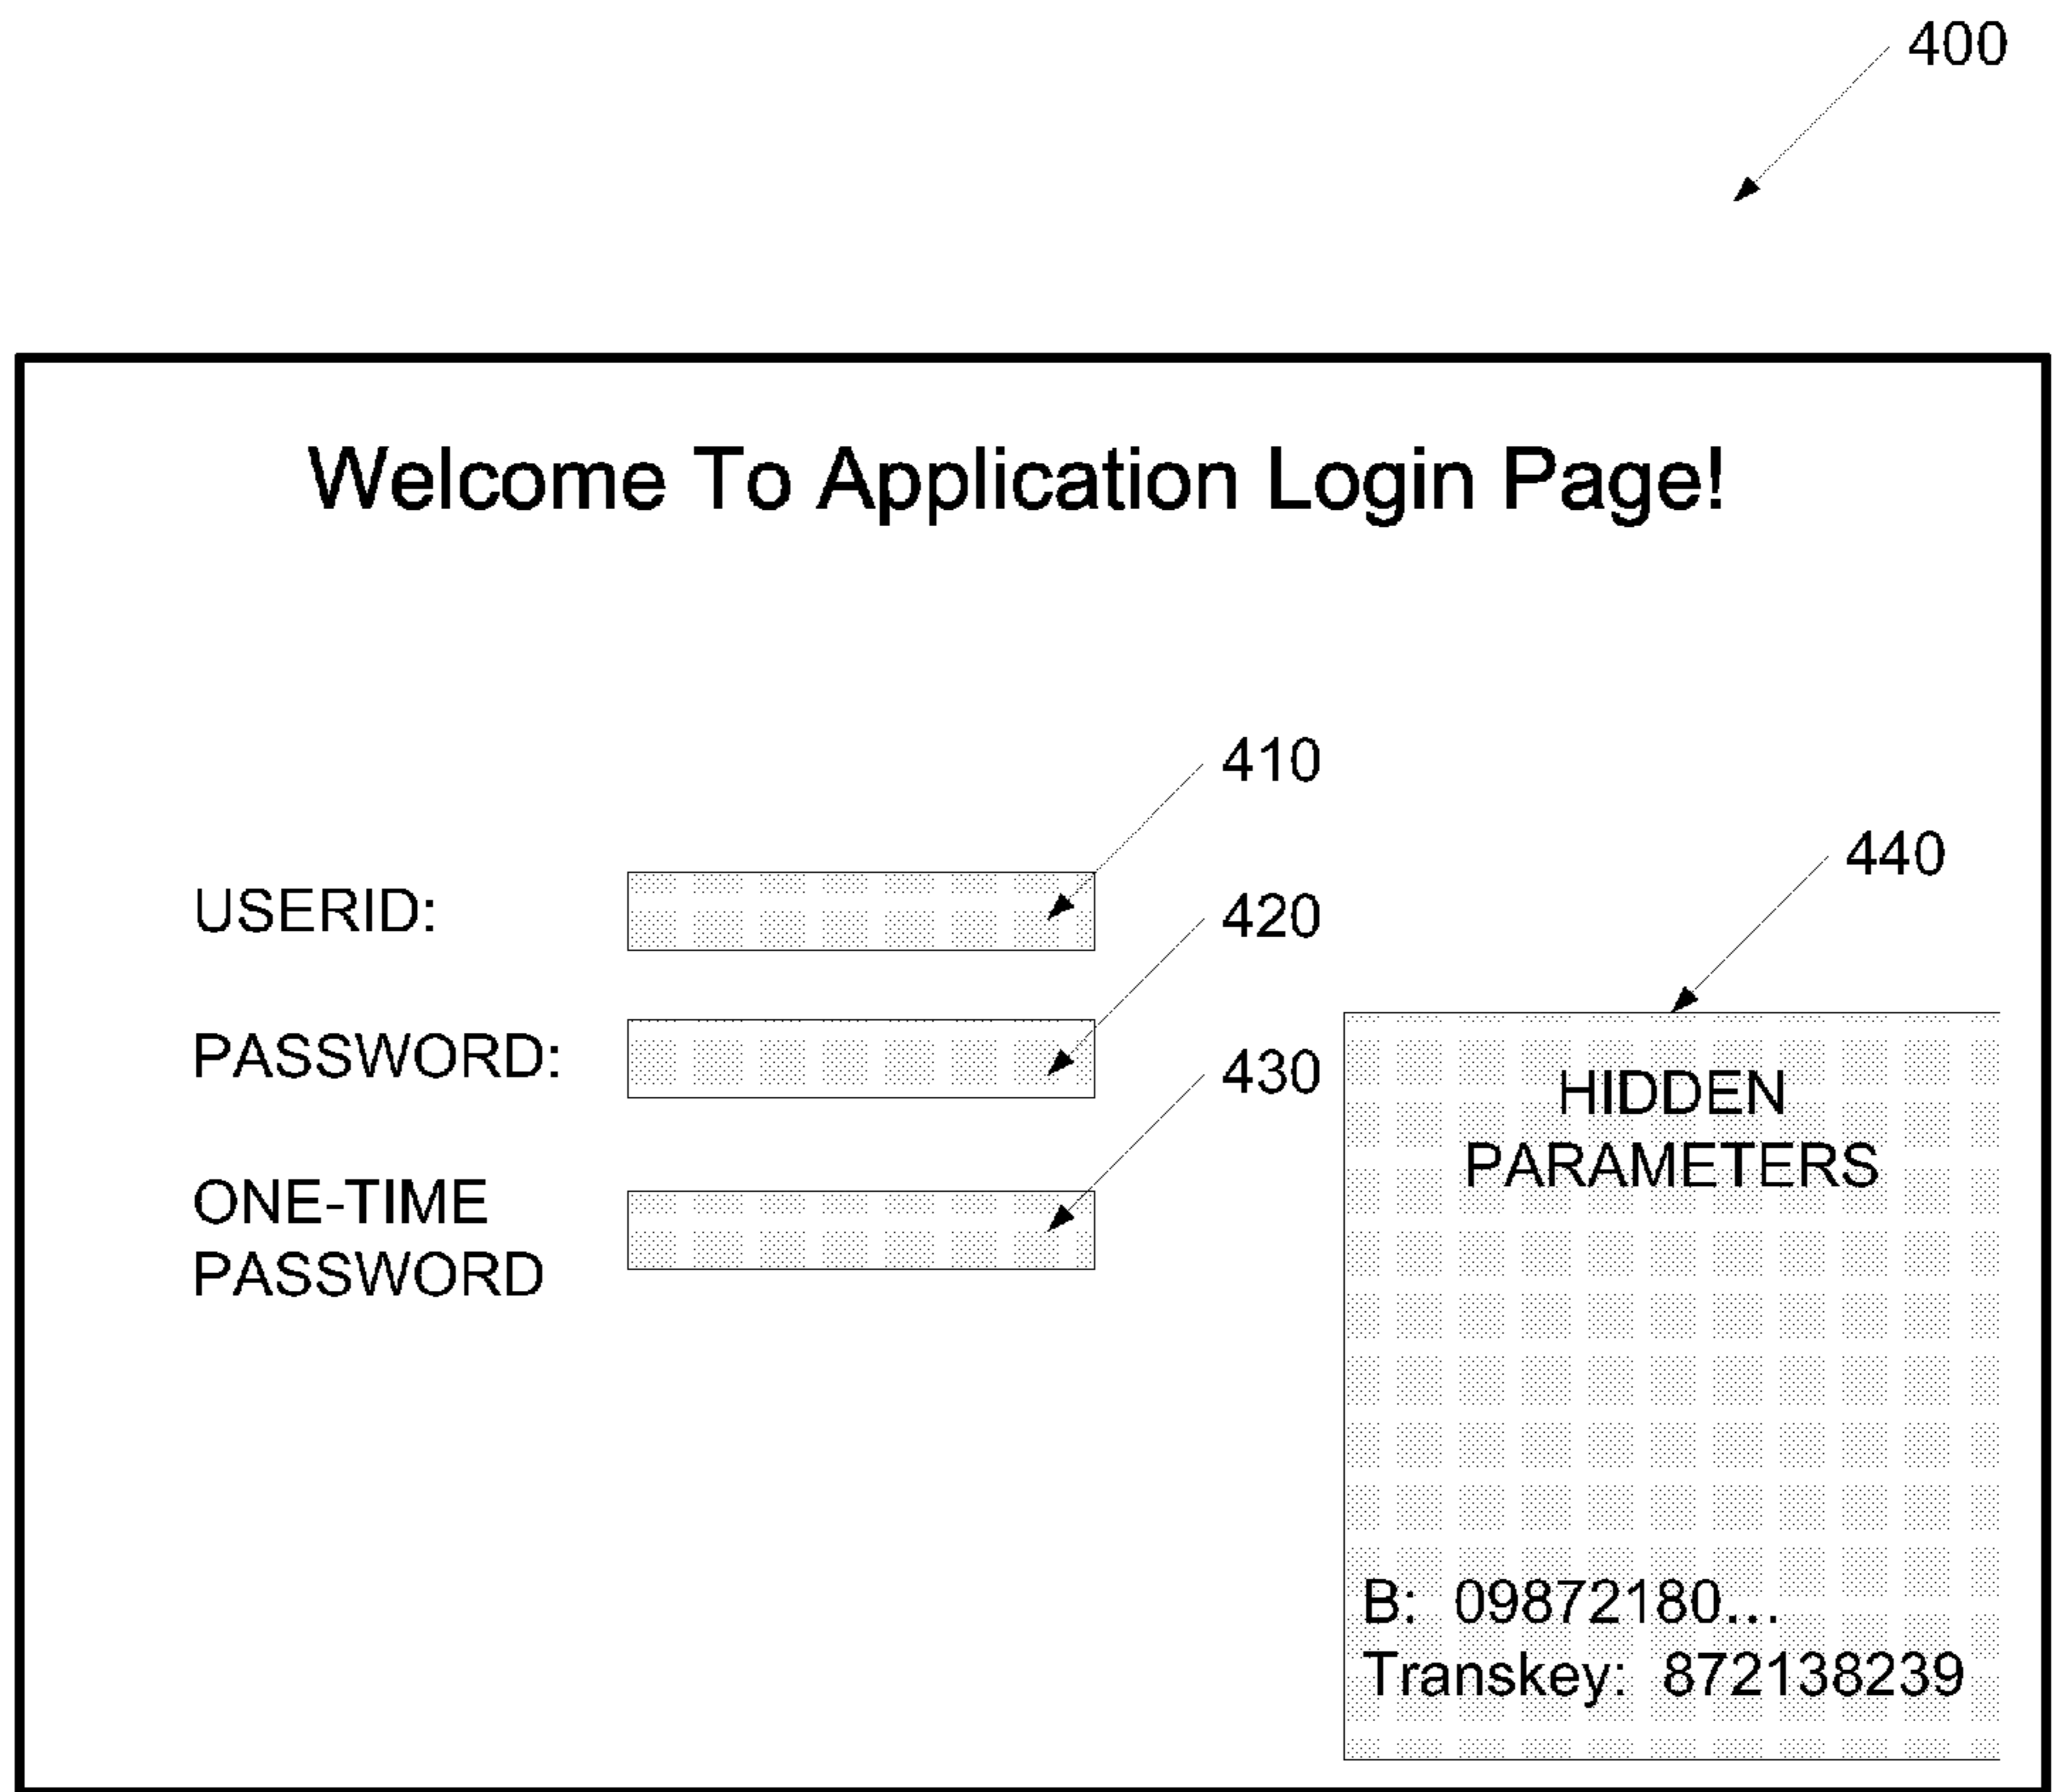 400
Welcome To Application Login Page!
410
440
USERID:
420
PASSWORD:
430
HIDDEN
PARAMETERS
ONE-TIME
PASSWORD
B: 09872180...
Transkey: 872138239